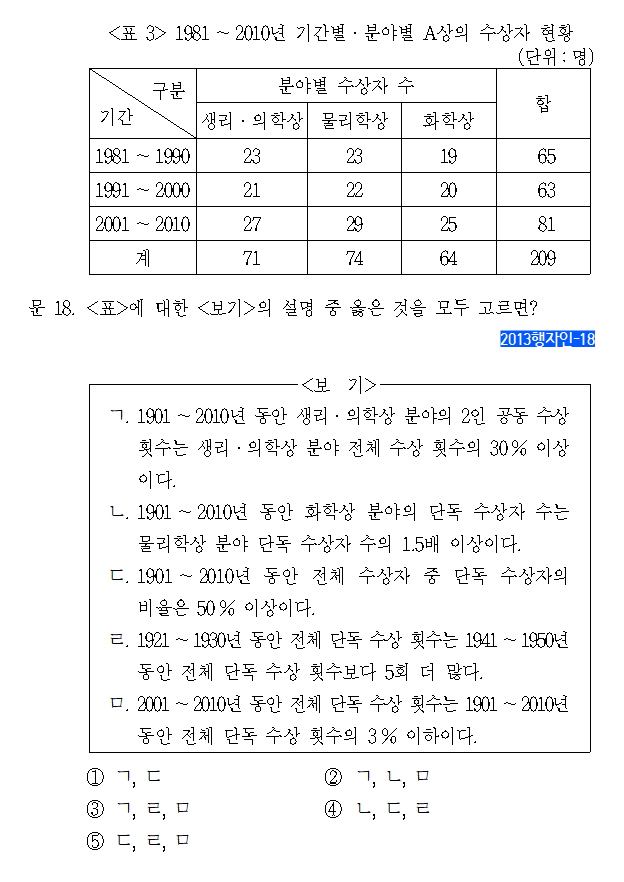 <표 3> 1981 ~ 2010년 기간별 · 분야별 A상의 수상자 현황
(단위 : 명)
구분 분야별 수상자 수 합
기간 생리 · 의학상 물리학상 화학상
1981 ~ 1990 23 23 19 65
1991 ~ 2000 21 22 20 63
2001 ~ 2010 27 29 25 81
계 71 74 64 209
문 18. <표>에 대한 <보기>의 설명 중 옳은 것을 모두 고르면?
2013행자인-18
<보 기>
ㄱ. 1901 ~ 2010년 동안 생리 · 의학상 분야의 2인 공동 수상
횟수는 생리 · 의학상 분야 전체 수상 횟수의 30 % 이상
이다.
ㄴ. 1901 ~ 2010년 동안 화학상 분야의 단독 수상자 수는
물리학상 분야 단독 수상자 수의 1.5배 이상이다.
ㄷ. 1901 ~ 2010년 동안 전체 수상자 중 단독 수상자의
비율은 50 % 이상이다.
ㄹ. 1921 ~ 1930년 동안 전체 단독 수상 횟수는 1941 ~ 1950년
동안 전체 단독 수상 횟수보다 5회 더 많다.
ㅁ. 2001 ~ 2010년 동안 전체 단독 수상 횟수는 1901 ~ 2010년
동안 전체 단독 수상 횟수의 3 % 이하이다.
① ㄱ, ㄷ ② ㄱ, ㄴ, ㅁ
③ ㄱ, ㄹ, ㅁ ④ ㄴ, ㄷ, ㄹ
⑤ ㄷ, ㄹ, ㅁ